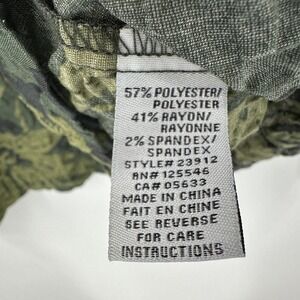 57% POLYESTER/
POLYESTER
41% RAYON/
RAYONNE
2% SPANDEX/
SPANDEX
STYLE# 23912
RN# 125546
CA# 05633
MADE IN CHINA
FAIT EN CHINE
SEE REVERSE
FOR CARE
INSTRUCTIONS